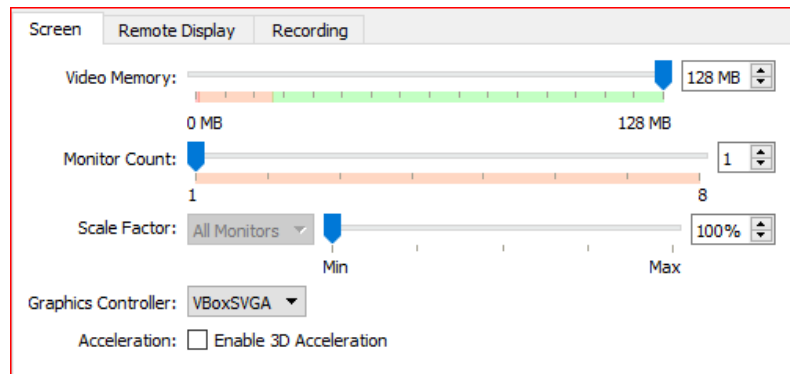 Screen Remote Display Recording
Video Memory: 128 MB
0 MB 128 MB
Monitor Count: 1
1 8
Scale Factor: All Monitors 100%
Min Max
Graphics Controller: VBoxSVGA
Acceleration: Enable 3D Acceleration